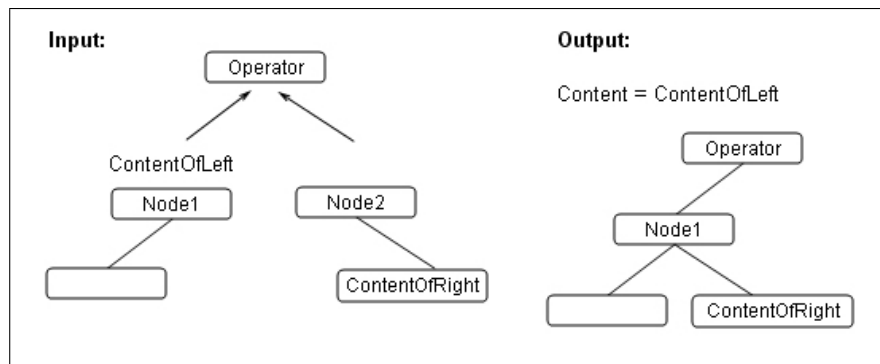 Input:
Operator
ContentOfLeft
Node1
Node2
ContentOfRight
Output:
Content = ContentOfLeft
Operator
Node1
ContentOfRight